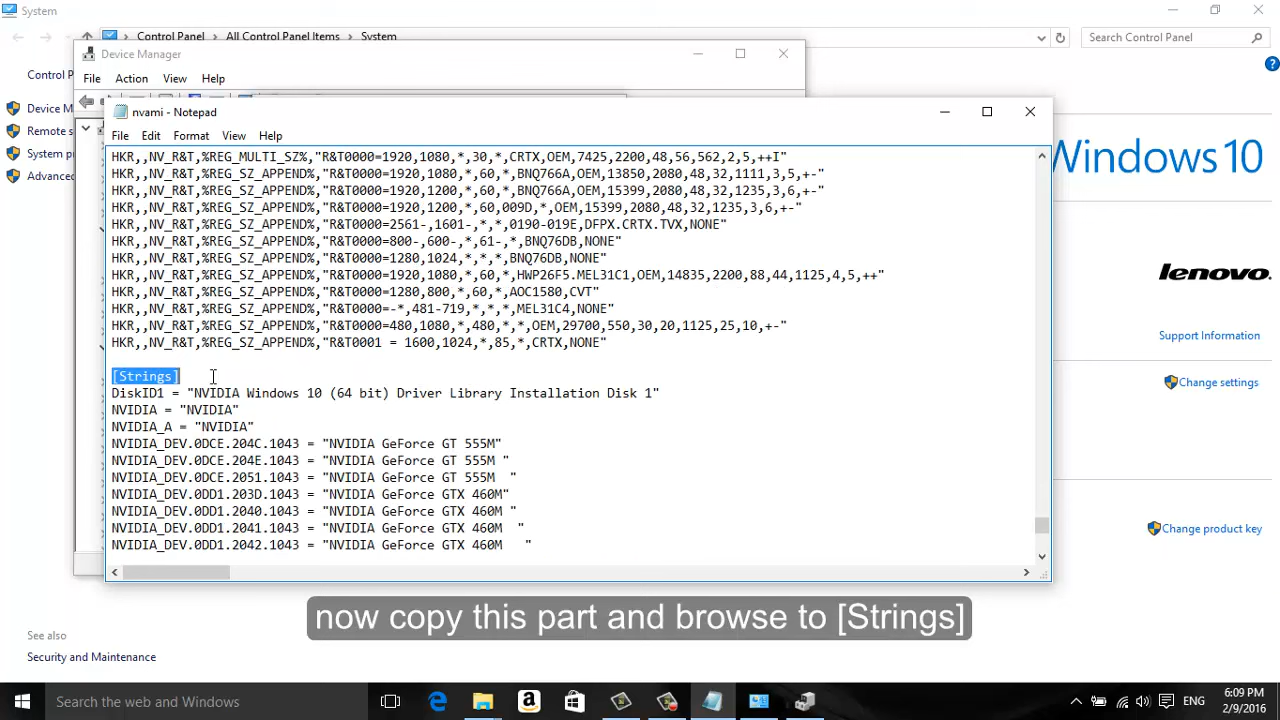 System
Control Panel
All Control Panel Items
System
Search Control Panel
Control P
Device Manager
File Action View Help
Device M
Remote s
System p
Advance
nvami - Notepad
File Edit Format View Help
HKR,,NV_R&T,%REG_MULTI_SZ%,"R&T0000=1920,1080,*,30,*,CRTX,OEM,7425,2200,48,56,562,2,5,++I"
HKR,,NV_R&T,%REG_SZ_APPEND%,"R&T0000=1920,1080,*,60,*,BNQ766A,OEM,13850,2080,48,32,1111,3,5,+-"
HKR,,NV_R&T,%REG_SZ_APPEND%,"R&T0000=1920,1200,*,60,*,BNQ766A,OEM,15399,2080,48,32,1235,3,6,+-"
HKR,,NV_R&T,%REG_SZ_APPEND%,"R&T0000=1920,1200,*,60,009D,*,OEM,15399,2080,48,32,1235,3,6,+-"
HKR,,NV_R&T,%REG_SZ_APPEND%,"R&T0000=2561-,1601-,*,*,0190-019E,DFPX.CRTX.TVX,NONE"
HKR,,NV_R&T,%REG_SZ_APPEND%,"R&T0000=800-,600-,*,61-,*,BNQ76DB,NONE"
HKR,,NV_R&T,%REG_SZ_APPEND%,"R&T0000=1280,1024,*,*,*,BNQ76DB,NONE"
HKR,,NV_R&T,%REG_SZ_APPEND%,"R&T0000=1920,1080,*,60,*,HWP26F5.MEL31C1,OEM,14835,2200,88,44,1125,4,5,++"
HKR,,NV_R&T,%REG_SZ_APPEND%,"R&T0000=1280,800,*,60,*,AOC1580,CVT"
HKR,,NV_R&T,%REG_SZ_APPEND%,"R&T0000=-*,481-719,*,*,*,MEL31C4,NONE"
HKR,,NV_R&T,%REG_SZ_APPEND%,"R&T0000=480,1080,*,480,*,*,OEM,29700,550,30,20,1125,25,10,+-"
HKR,,NV_R&T,%REG_SZ_APPEND%,"R&T0001 = 1600,1024,*,85,*,CRTX,NONE"
[Strings]
DiskID1 = "NVIDIA Windows 10 (64 bit) Driver Library Installation Disk 1"
NVIDIA = "NVIDIA"
NVIDIA_A = "NVIDIA"
NVIDIA_DEV.0DCE.204C.1043 = "NVIDIA GeForce GT 555M"
NVIDIA_DEV.0DCE.204E.1043 = "NVIDIA GeForce GT 555M "
NVIDIA_DEV.0DCE.2051.1043 = "NVIDIA GeForce GT 555M  "
NVIDIA_DEV.0DD1.203D.1043 = "NVIDIA GeForce GTX 460M"
NVIDIA_DEV.0DD1.2040.1043 = "NVIDIA GeForce GTX 460M "
NVIDIA_DEV.0DD1.2041.1043 = "NVIDIA GeForce GTX 460M  "
NVIDIA_DEV.0DD1.2042.1043 = "NVIDIA GeForce GTX 460M   "
Windows 10
lenovo.
Support Information
Change settings
Change product key
now copy this part and browse to [Strings]
See also
Security and Maintenance
Search the web and Windows
ENG
6:09 PM
2/9/2016